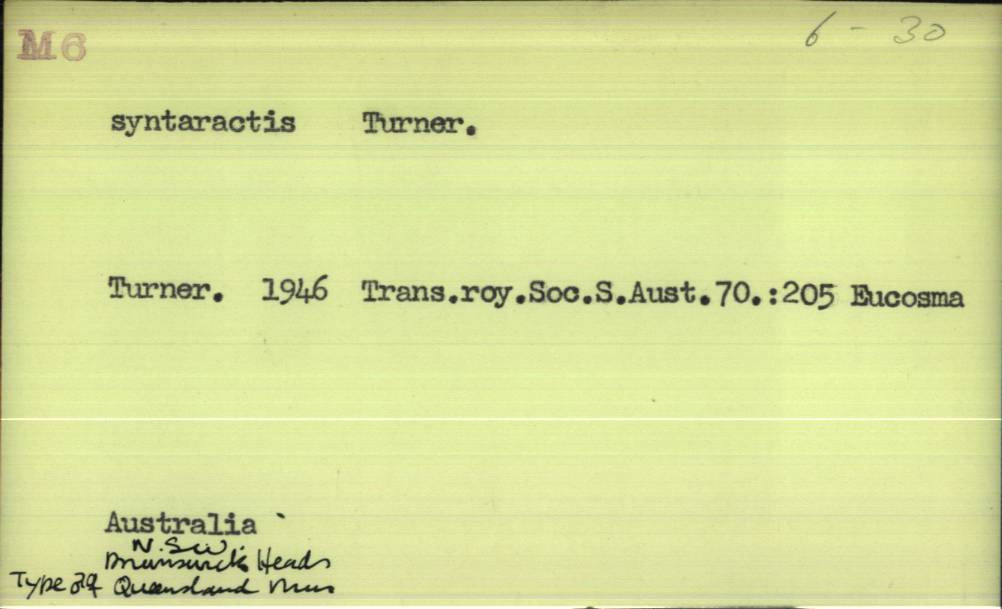 M6
6 - 30
syntaractis Turner.
Turner. 1946 Trans.roy.Soc.S.Aust.70.:205 Eucosma
Australia
N.S.W.
Brunswick Heads
Type ♂♀ Queensland Mus